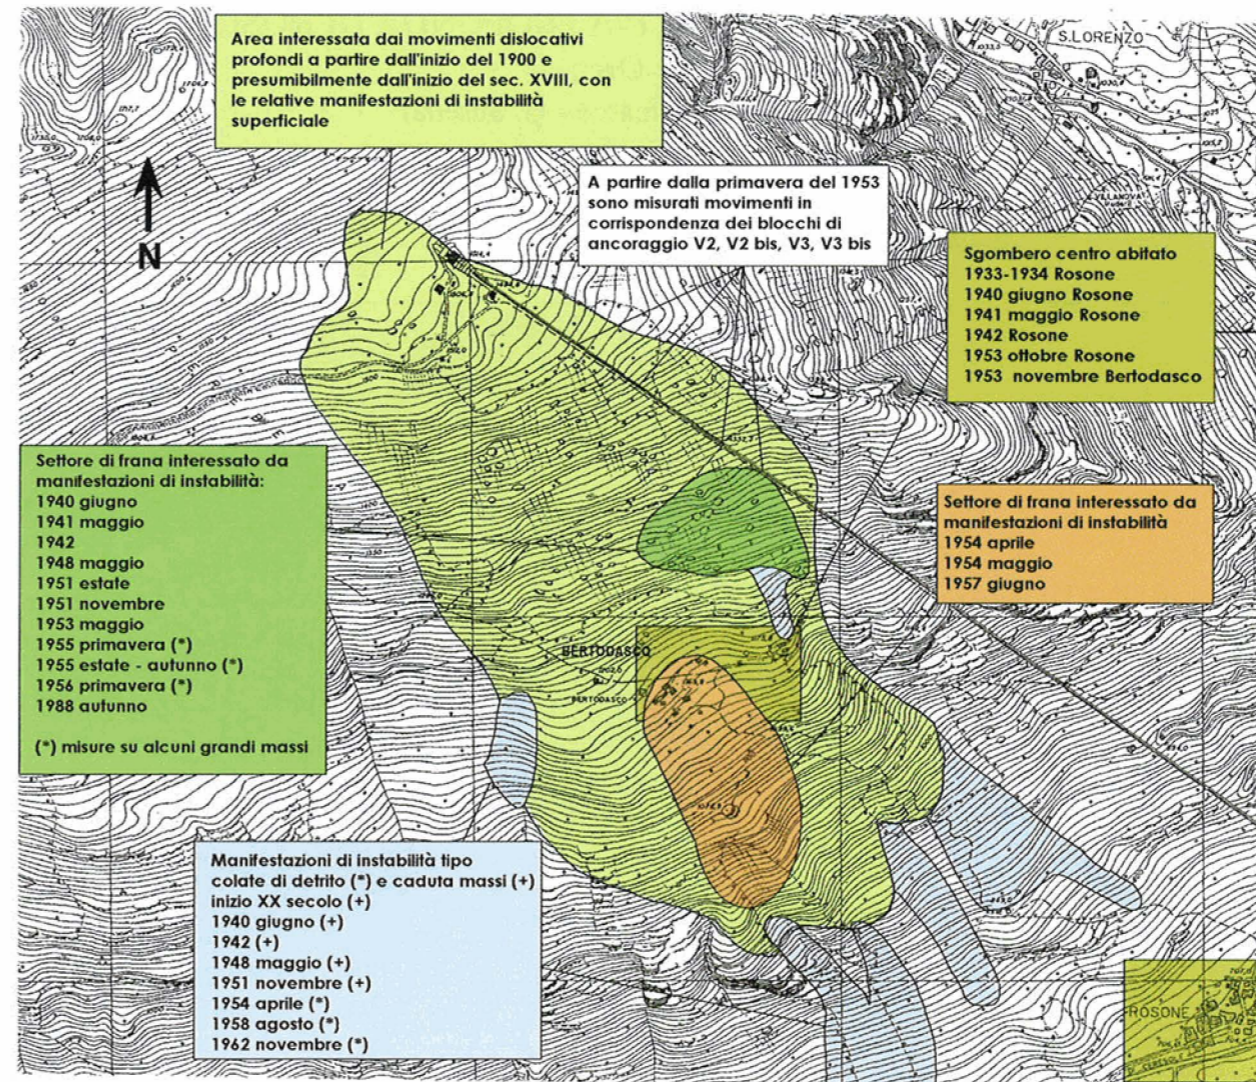 Area interessata dai movimenti dislocativi
profondi a partire dall'inizio del 1900 e
presumibilmente dall'inizio del sec. XVIII, con
le relative manifestazioni di instabilità
superficiale
S.LORENZO
A partire dalla primavera del 1953
sono misurati movimenti in
corrispondenza dei blocchi di
ancoraggio V2, V2 bis, V3, V3 bis
VILLANOVA
N
Sgombero centro abitato
1933-1934 Rosone
1940 giugno Rosone
1941 maggio Rosone
1942 Rosone
1953 ottobre Rosone
1953 novembre Bertodasco
Settore di frana interessato da
manifestazioni di instabilità:
1940 giugno
1941 maggio
1942
1948 maggio
1951 estate
1951 novembre
1953 maggio
1955 primavera (*)
1955 estate - autunno (*)
1956 primavera (*)
1988 autunno
(*) misure su alcuni grandi massi
Settore di frana interessato da
manifestazioni di instabilità
1954 aprile
1954 maggio
1957 giugno
BERTODASCO
BERTODASCO
Manifestazioni di instabilità tipo
colate di detrito (*) e caduta massi (+)
inizio XX secolo (+)
1940 giugno (+)
1942 (+)
1948 maggio (+)
1951 novembre (+)
1954 aprile (*)
1958 agosto (*)
1962 novembre (*)
ROSONE